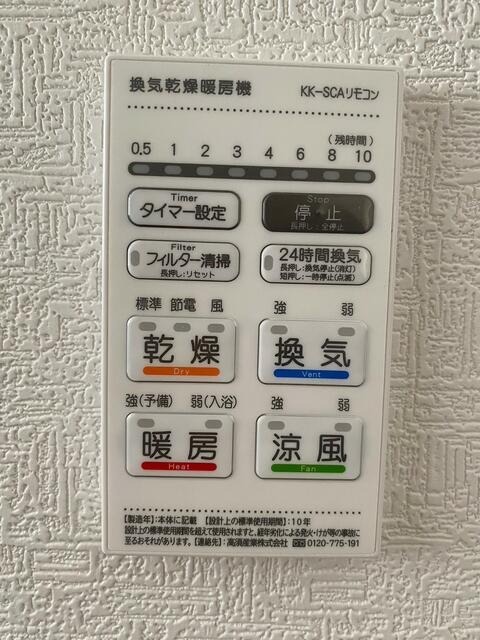 換気乾燥暖房機 KK-SCAリモコン
(残時間)
0.5 1 2 3 4 6 8 10
Timer
タイマー設定
Stop
停止
長押し:全停止
Filter
フィルター清掃
長押し:リセット
24時間換気
長押し:換気停止(消灯)
短押し:一時停止(点滅)
標準 節電 風
乾燥
Dry
強 弱
換気
Vent
強(予備) 弱(入浴)
暖房
Heat
強 弱
涼風
Fan
【製造年】:本体に記載 【設計上の標準使用期間】:10年
設計上の標準使用期間を超えて使用されますと、経年劣化による発火・けが等の事故に
至るおそれがあります。【連絡先】:高須産業株式会社 0120-775-191